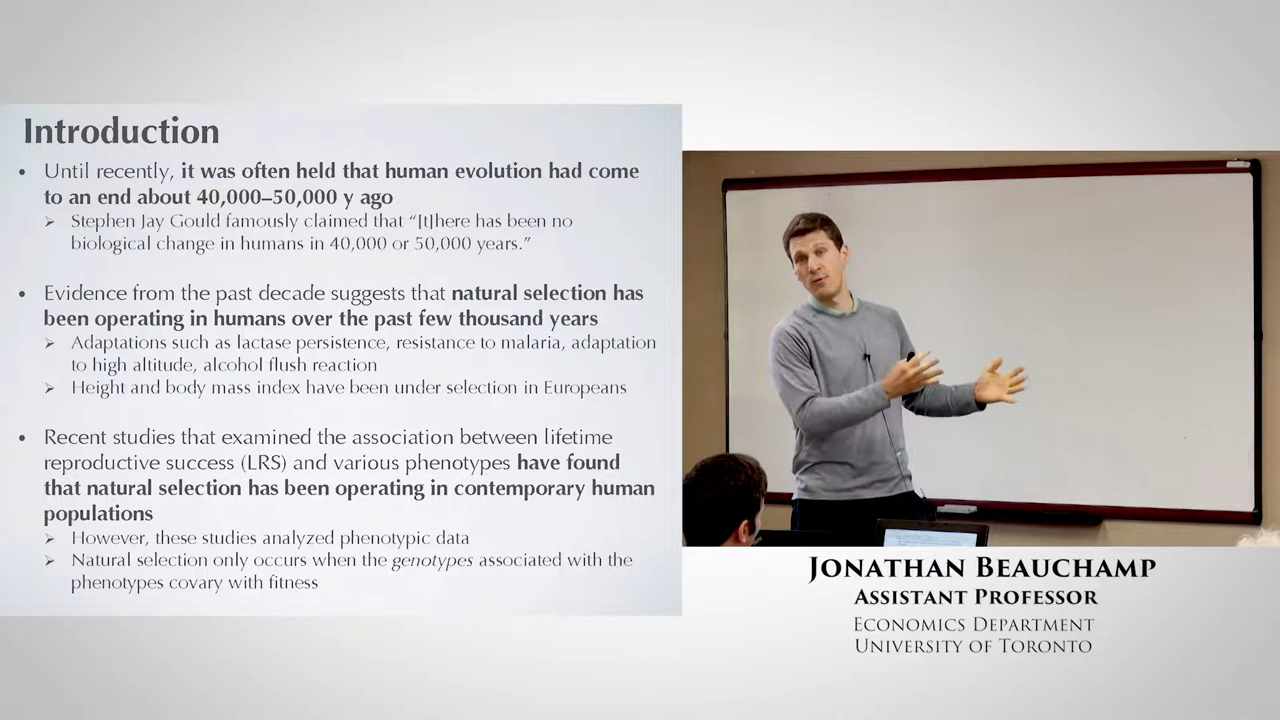 Introduction
• Until recently, it was often held that human evolution had come
to an end about 40,000–50,000 y ago
➢ Stephen Jay Gould famously claimed that “[t]here has been no
biological change in humans in 40,000 or 50,000 years.”
• Evidence from the past decade suggests that natural selection has
been operating in humans over the past few thousand years
➢ Adaptations such as lactase persistence, resistance to malaria, adaptation
to high altitude, alcohol flush reaction
➢ Height and body mass index have been under selection in Europeans
• Recent studies that examined the association between lifetime
reproductive success (LRS) and various phenotypes have found
that natural selection has been operating in contemporary human
populations
➢ However, these studies analyzed phenotypic data
➢ Natural selection only occurs when the genotypes associated with the
phenotypes covary with fitness
JONATHAN BEAUCHAMP
ASSISTANT PROFESSOR
ECONOMICS DEPARTMENT
UNIVERSITY OF TORONTO